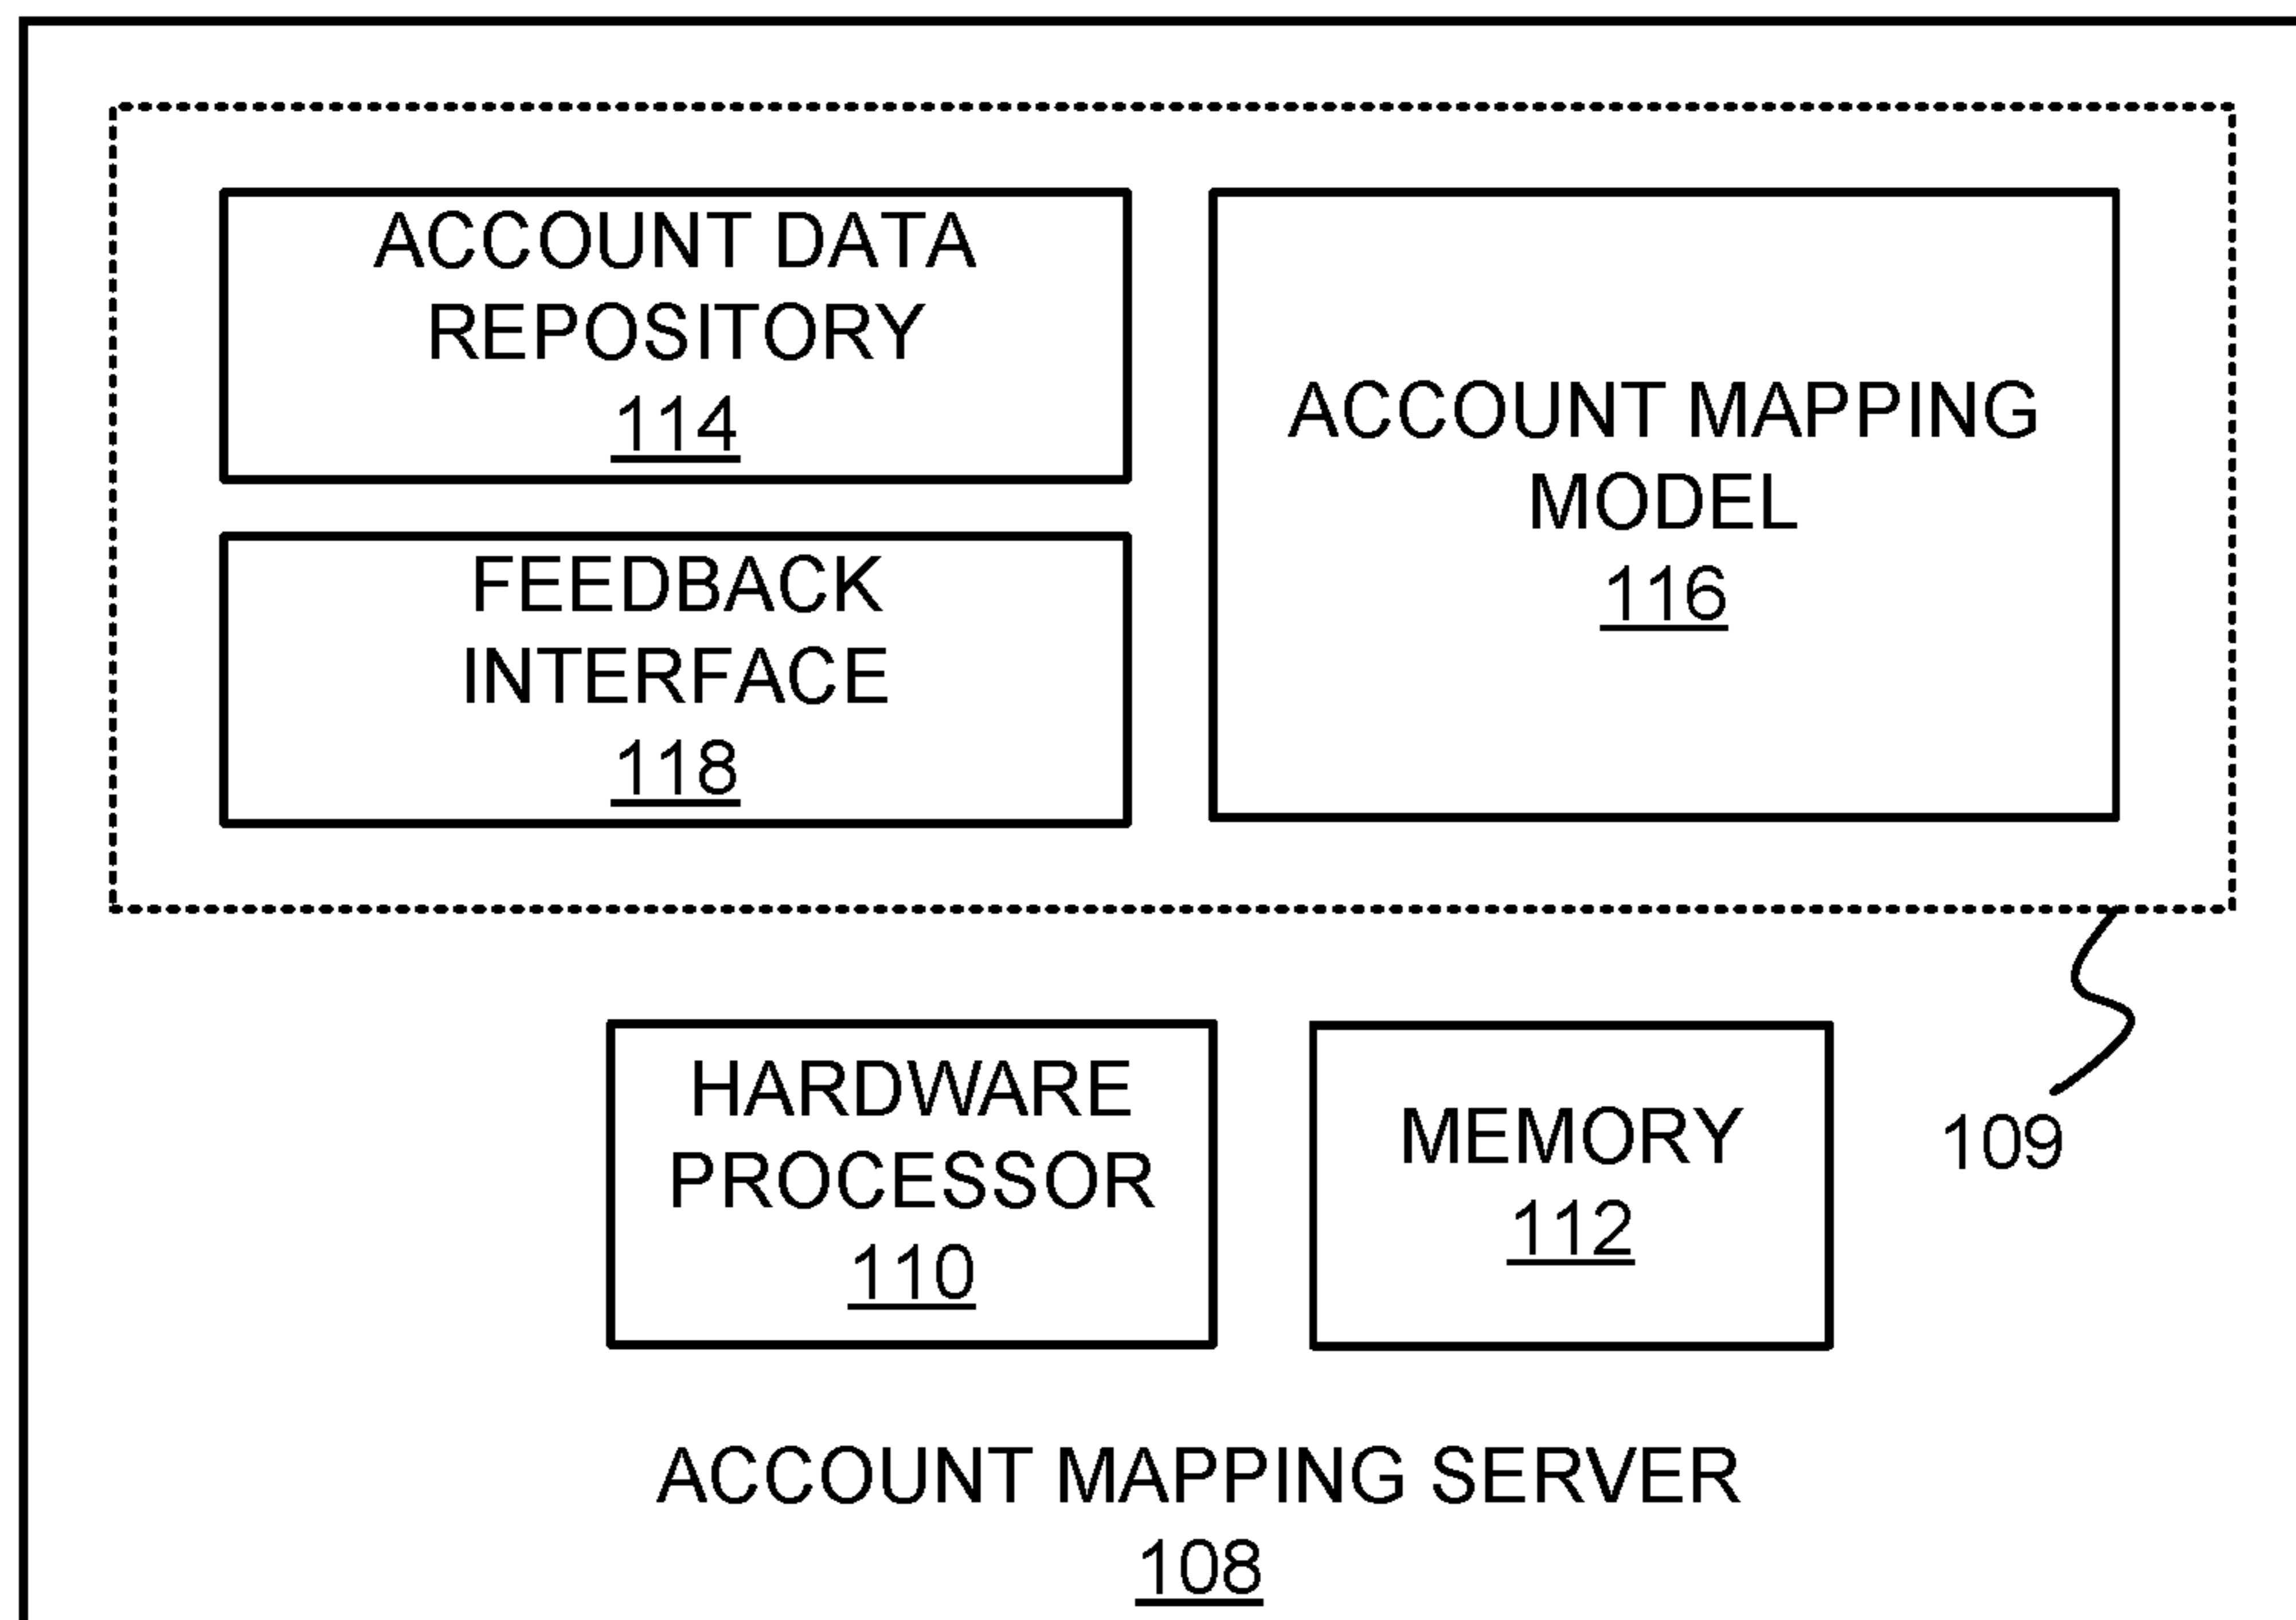 ACCOUNT DATA
REPOSITORY
114
FEEDBACK
INTERFACE
118
ACCOUNT MAPPING
MODEL
116
HARDWARE
PROCESSOR
110
MEMORY
112
109
ACCOUNT MAPPING SERVER
108